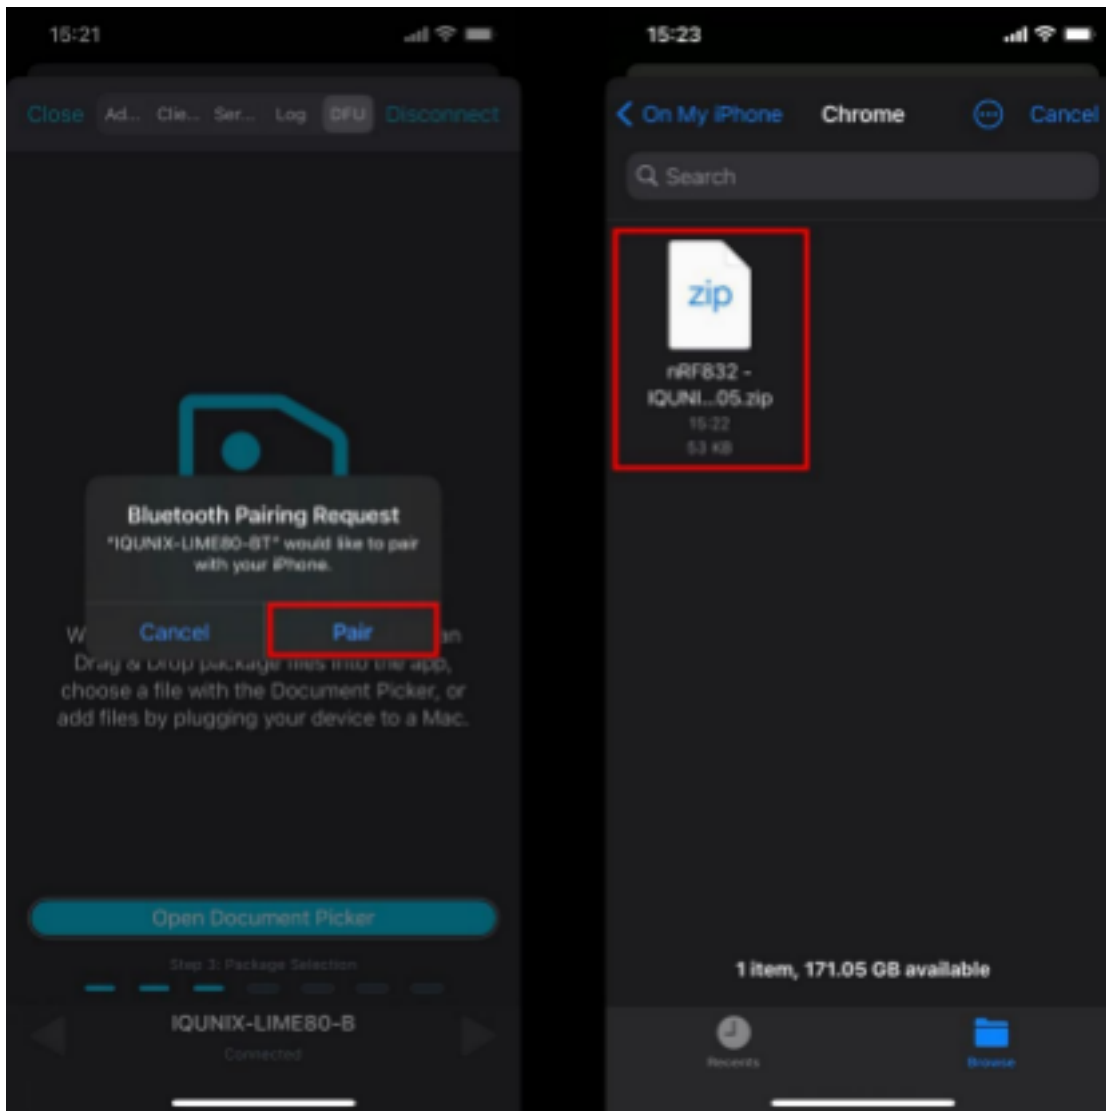 15:21
Close Ad... Clie... Ser... Log DFU Disconnect
Bluetooth Pairing Request
"IQUNIX-LIME80-BT" would like to pair
with your iPhone.
Cancel Pair
W an
Drag & Drop package files into the app,
choose a file with the Document Picker, or
add files by plugging your device to a Mac.
Open Document Picker
Step 3: Package Selection
IQUNIX-LIME80-B
Connected
15:23
On My iPhone Chrome Cancel
Search
zip
nRF832 -
IQUNI...05.zip
15:22
53 KB
1 item, 171.05 GB available
Recents Browse